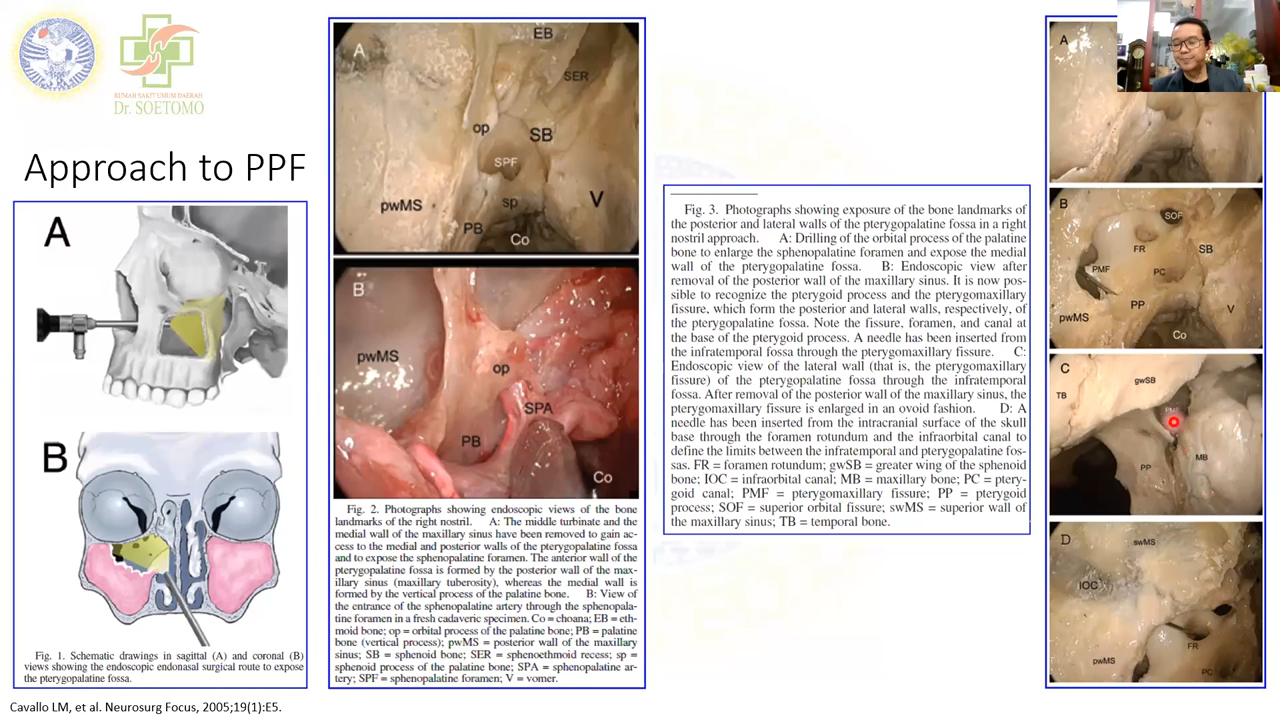 RUMAH SAKIT UMUM DAERAH
Dr. SOETOMO
Approach to PPF
A
B
Fig. 1. Schematic drawings in sagittal (A) and coronal (B)
views showing the endoscopic endonasal surgical route to expose
the pterygopalatine fossa.
Cavallo LM, et al. Neurosurg Focus, 2005;19(1):E5.
A
EB
SER
op
SB
SPF
pwMS
sp
V
PB
Co
B
pwMS
op
SPA
PB
Co
Fig. 2. Photographs showing endoscopic views of the bone
landmarks of the right nostril. A: The middle turbinate and the
medial wall of the maxillary sinus have been removed to gain ac-
cess to the medial and posterior walls of the pterygopalatine fossa
and to expose the sphenopalatine foramen. The anterior wall of the
pterygopalatine fossa is formed by the posterior wall of the max-
illary sinus (maxillary tuberosity), whereas the medial wall is
formed by the vertical process of the palatine bone. B: View of
the entrance of the sphenopalatine artery through the sphenopala-
tine foramen in a fresh cadaveric specimen. Co = choana; EB = eth-
moid bone; op = orbital process of the palatine bone; PB = palatine
bone (vertical process); pwMS = posterior wall of the maxillary
sinus; SB = sphenoid bone; SER = sphenoethmoid recess; sp =
sphenoid process of the palatine bone; SPA = sphenopalatine ar-
tery; SPF = sphenopalatine foramen; V = vomer.
Fig. 3. Photographs showing exposure of the bone landmarks of
the posterior and lateral walls of the pterygopalatine fossa in a right
nostril approach. A: Drilling of the orbital process of the palatine
bone to enlarge the sphenopalatine foramen and expose the medial
wall of the pterygopalatine fossa. B: Endoscopic view after
removal of the posterior wall of the maxillary sinus. It is now pos-
sible to recognize the pterygoid process and the pterygomaxillary
fissure, which form the posterior and lateral walls, respectively, of
the pterygopalatine fossa. Note the fissure, foramen, and canal at
the base of the pterygoid process. A needle has been inserted from
the infratemporal fossa through the pterygomaxillary fissure. C:
Endoscopic view of the lateral wall (that is, the pterygomaxillary
fissure) of the pterygopalatine fossa through the infratemporal
fossa. After removal of the posterior wall of the maxillary sinus, the
pterygomaxillary fissure is enlarged in an ovoid fashion. D: A
needle has been inserted from the intracranial surface of the skull
base through the foramen rotundum and the infraorbital canal to
define the limits between the infratemporal and pterygopalatine fos-
sas. FR = foramen rotundum; gwSB = greater wing of the sphenoid
bone; IOC = infraorbital canal; MB = maxillary bone; PC = ptery-
goid canal; PMF = pterygomaxillary fissure; PP = pterygoid
process; SOF = superior orbital fissure; swMS = superior wall of
the maxillary sinus; TB = temporal bone.
A
B
SOF
FR
SB
PMF
PC
PP
pwMS
V
Co
C
gwSB
TB
PMF
PP
MB
D
swMS
IOC
FR
pwMS
PC